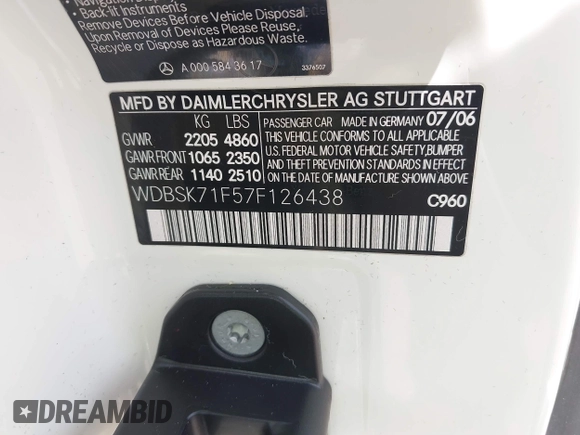 • Navigation
• Back-lit Instruments
Remove Devices Before Vehicle Disposal.
Upon Removal of Devices Please Reuse,
Recycle or Dispose as Hazardous Waste.
A 000 584 36 17
3376507
MFD BY DAIMLERCHRYSLER AG STUTTGART
KG LBS
GVWR 2205 4860
GAWR FRONT 1065 2350
GAWR REAR 1140 2510
PASSENGER CAR MADE IN GERMANY 07/06
THIS VEHICLE CONFORMS TO ALL APPLICABLE
U.S. FEDERAL MOTOR VEHICLE SAFETY, BUMPER
AND THEFT PREVENTION STANDARDS IN
EFFECT ON THE DATE OF MANUFACTURE
SHOWN ABOVE.
WDBSK71F57F126438
C960
DREAMBID